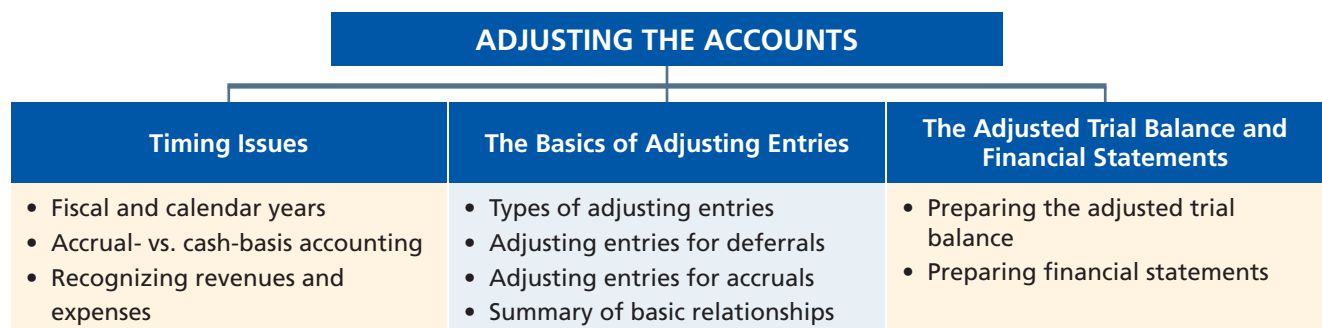 ADJUSTING THE ACCOUNTS
Timing Issues
• Fiscal and calendar years
• Accrual- vs. cash-basis accounting
• Recognizing revenues and
expenses
The Basics of Adjusting Entries
• Types of adjusting entries
• Adjusting entries for deferrals
• Adjusting entries for accruals
• Summary of basic relationships
The Adjusted Trial Balance and
Financial Statements
• Preparing the adjusted trial
balance
• Preparing financial statements